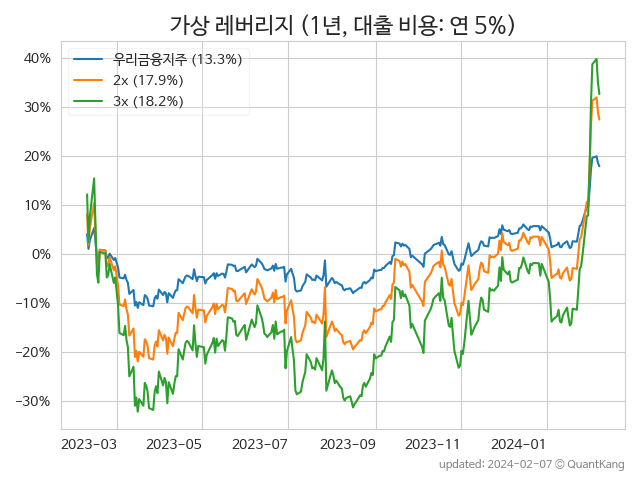 가상 레버리지 (1년, 대출 비용: 연 5%)
40%
30%
20%
10%
0%
−10%
−20%
−30%
우리금융지주 (13.3%)
2x (17.9%)
3x (18.2%)
2023-03 2023-05 2023-07 2023-09 2023-11 2024-01
updated: 2024-02-07 © QuantKang